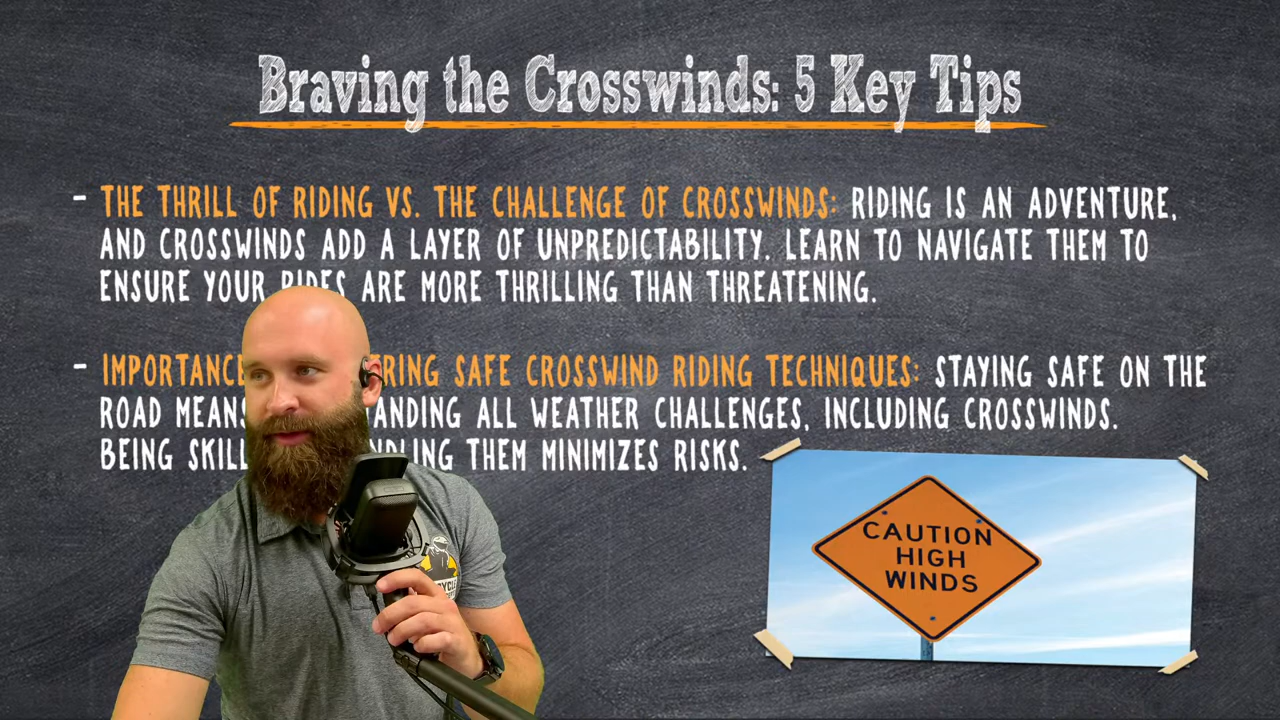 Braving the Crosswinds: 5 Key Tips
- THE THRILL OF RIDING VS. THE CHALLENGE OF CROSSWINDS: RIDING IS AN ADVENTURE,
AND CROSSWINDS ADD A LAYER OF UNPREDICTABILITY. LEARN TO NAVIGATE THEM TO
ENSURE YOUR RIDES ARE MORE THRILLING THAN THREATENING.
- IMPORTANCE SAFE CROSSWIND RIDING TECHNIQUES: STAYING SAFE ON THE
ROAD MEANS ALL WEATHER CHALLENGES, INCLUDING CROSSWINDS.
BEING THEM MINIMIZES RISKS.
CAUTION
HIGH
WINDS